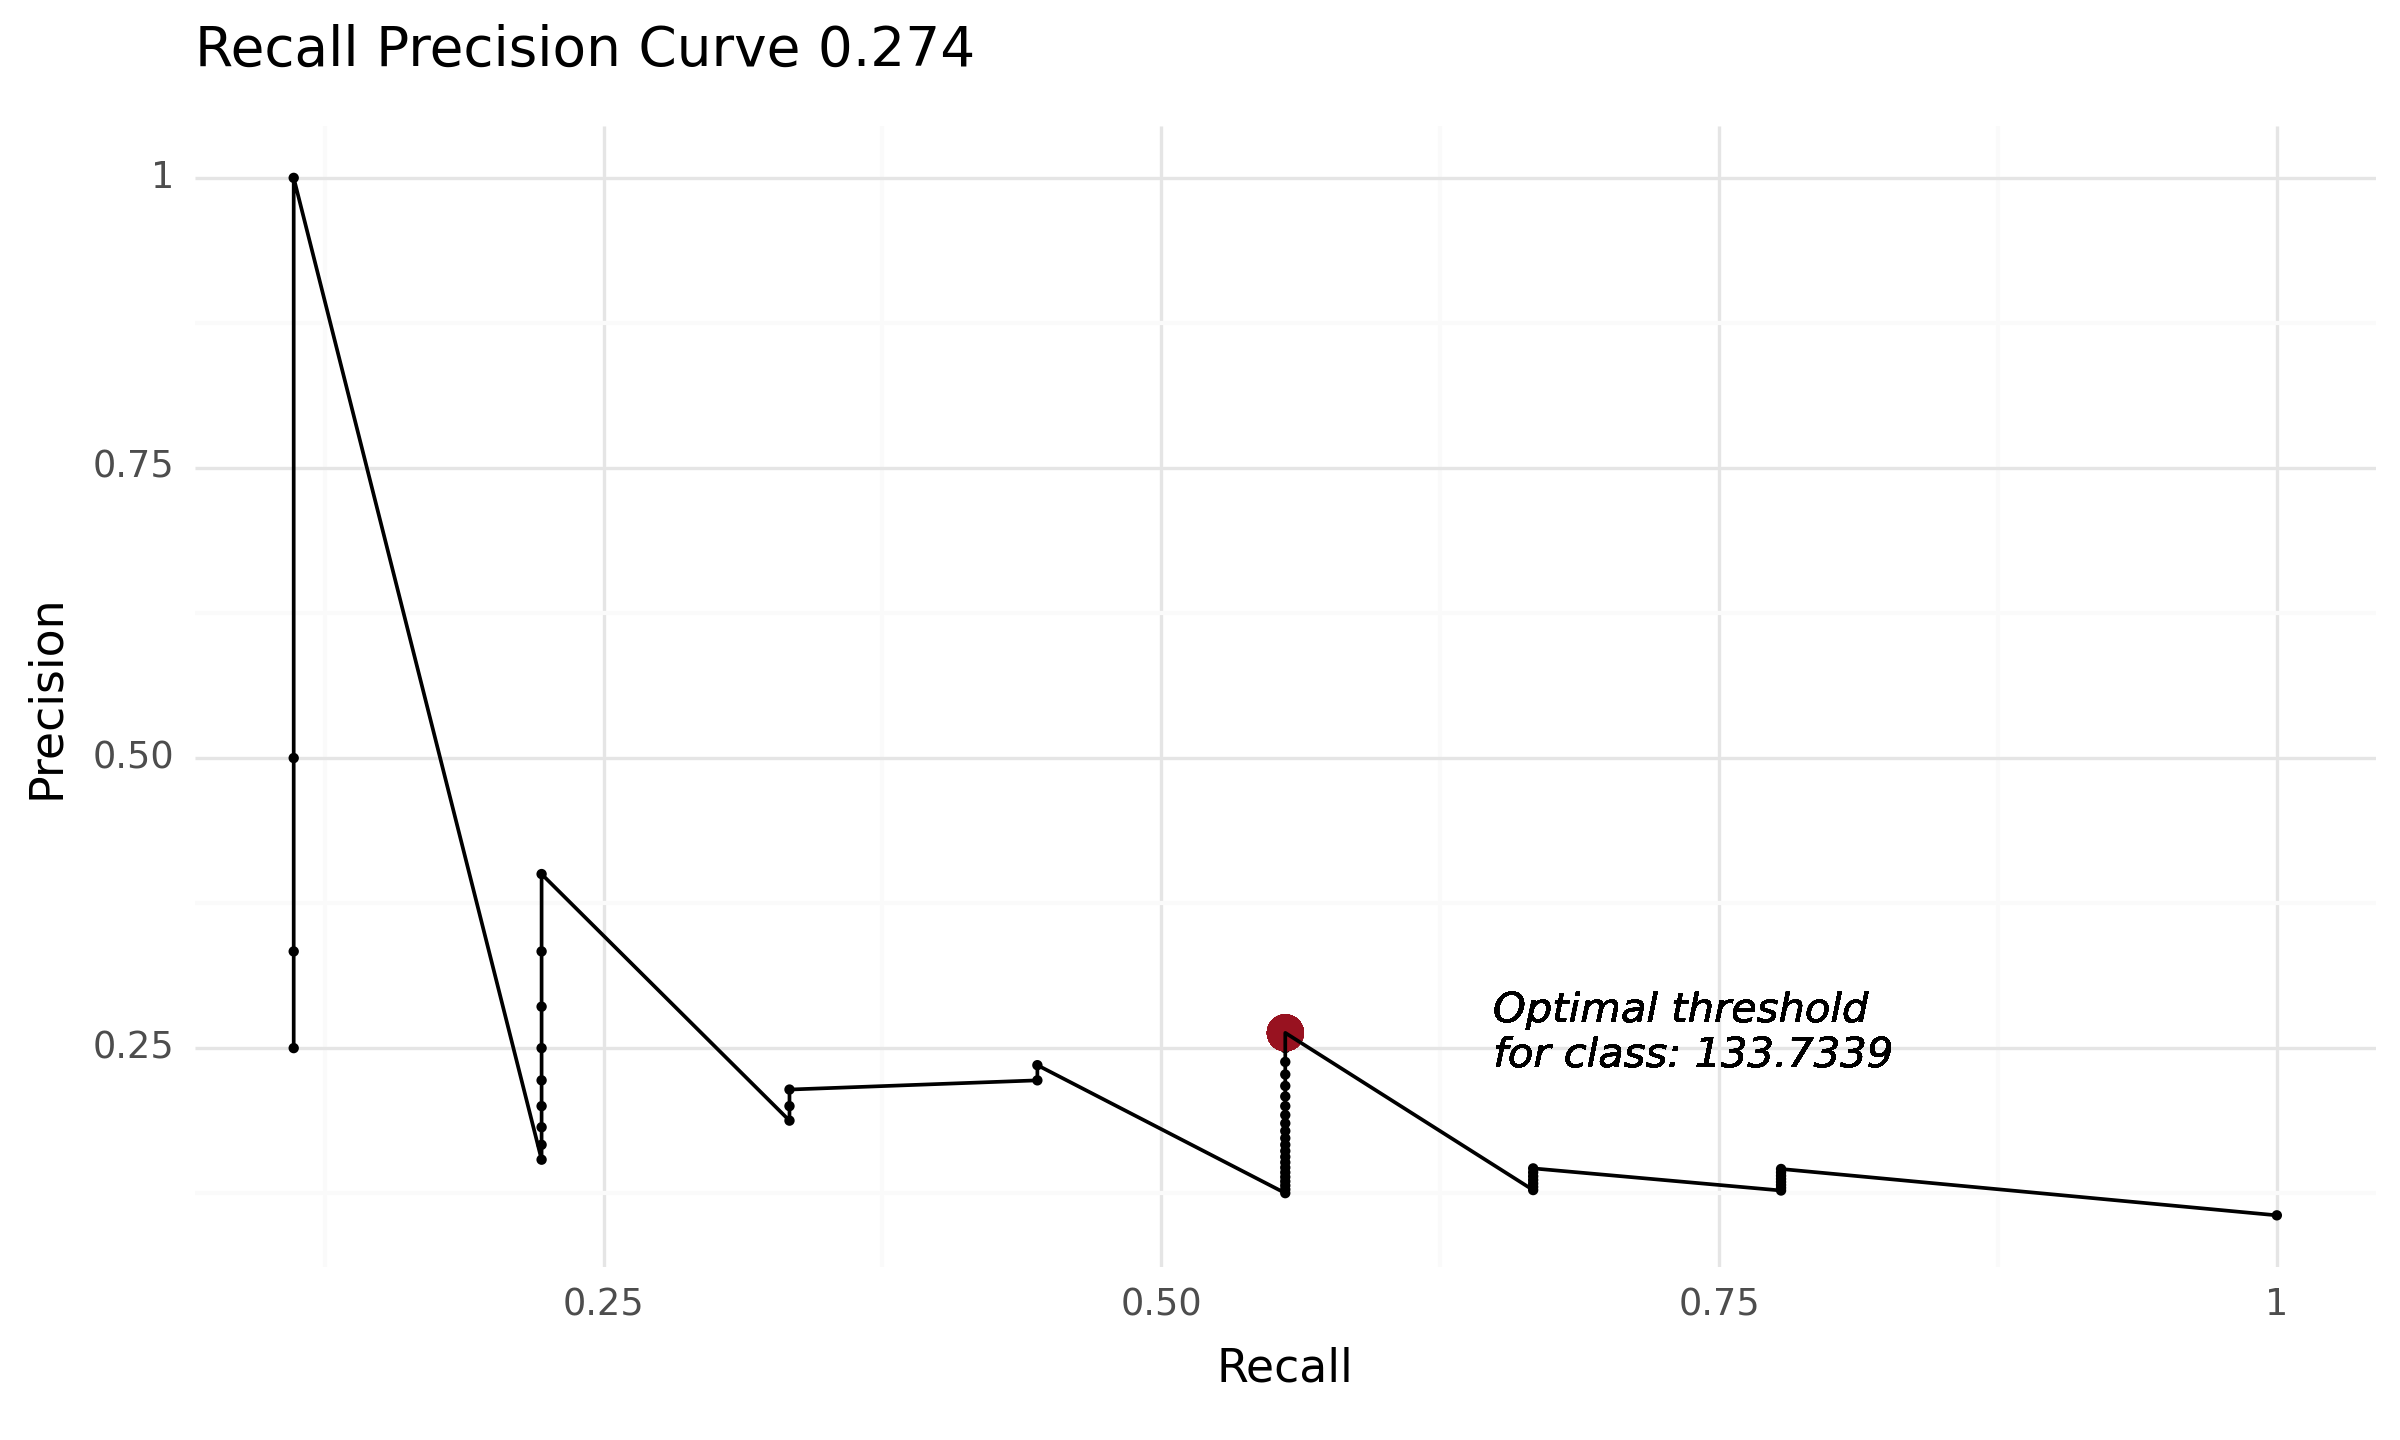 Recall Precision Curve 0.274
1
0.75
0.50
0.25
Precision
Optimal threshold
for class: 133.7339
0.25 0.50 0.75 1
Recall